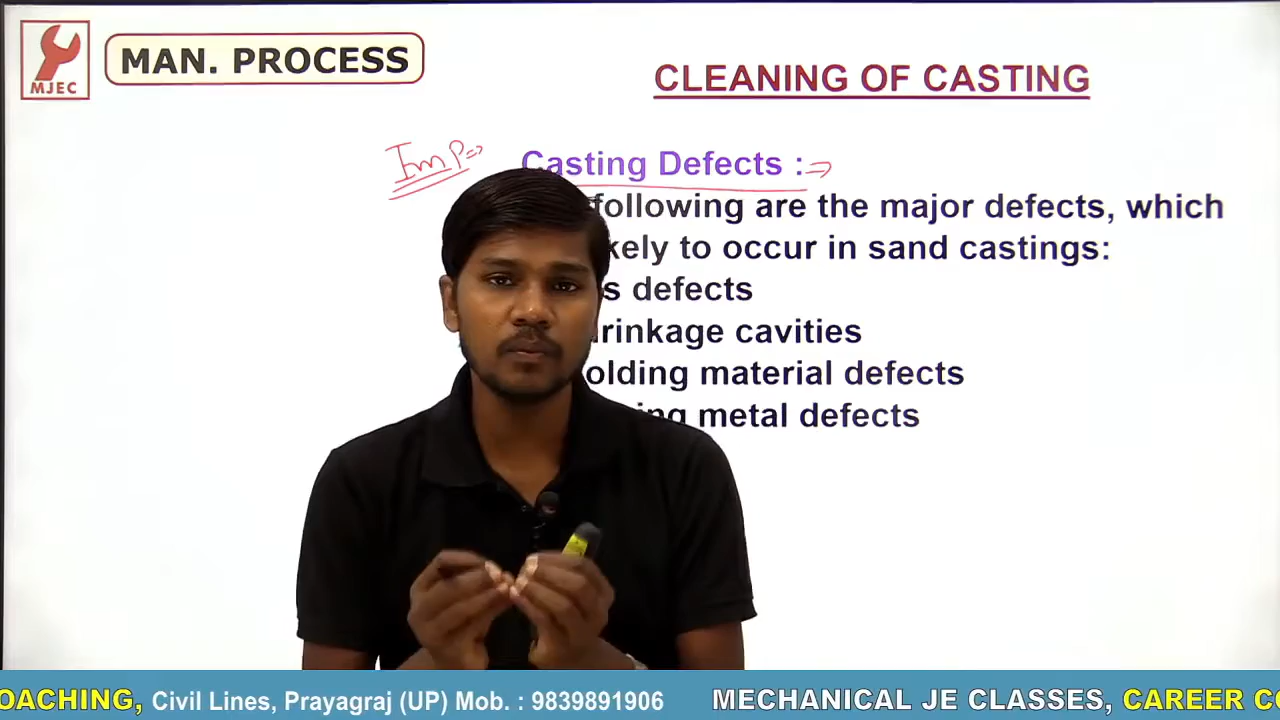 MJEC
MAN. PROCESS
CLEANING OF CASTING
Imp⇒ Casting Defects :⇒
following are the major defects, which
kely to occur in sand castings:
s defects
rinkage cavities
olding material defects
ing metal defects
OACHING, Civil Lines, Prayagraj (UP) Mob. : 9839891906 MECHANICAL JE CLASSES, CAREER CO